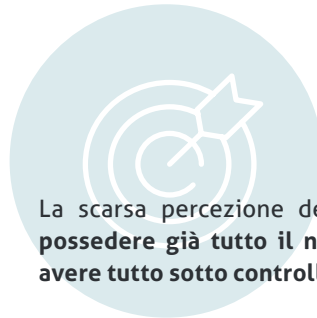 La scarsa percezione
possedere già tutto il
avere tutto sotto